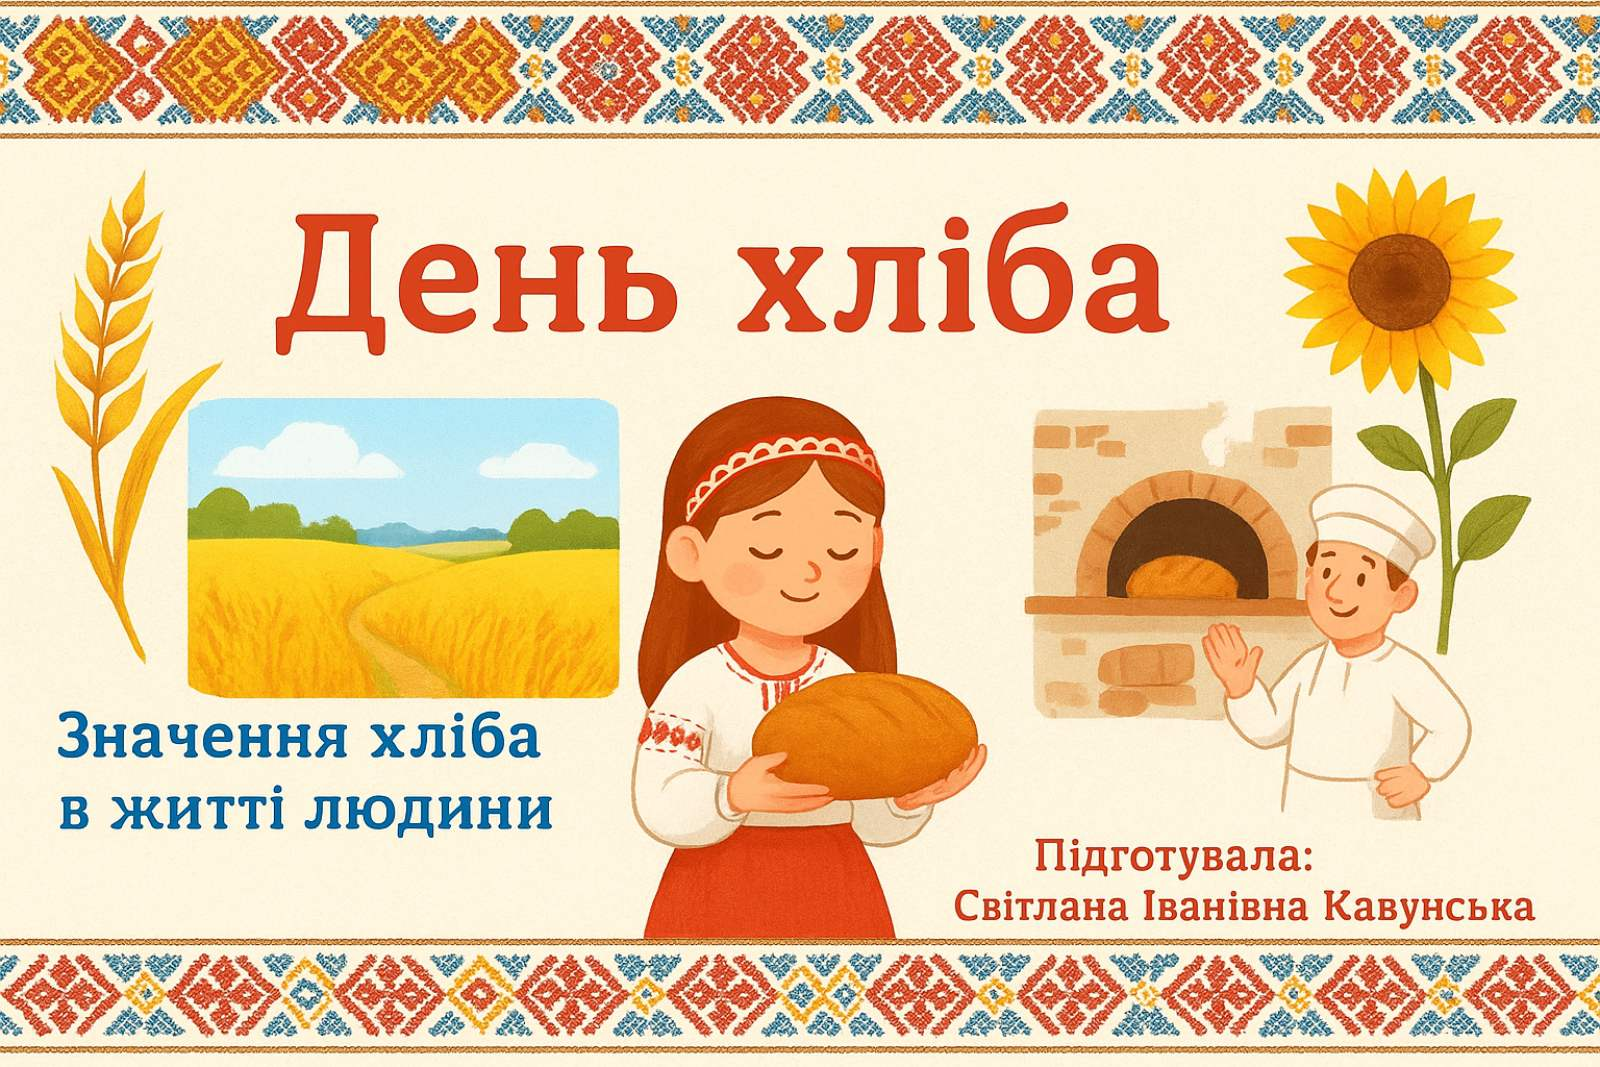 День хліба
Значення хліба
в житті людини
Підготувала:
Світлана Іванівна Кавунська